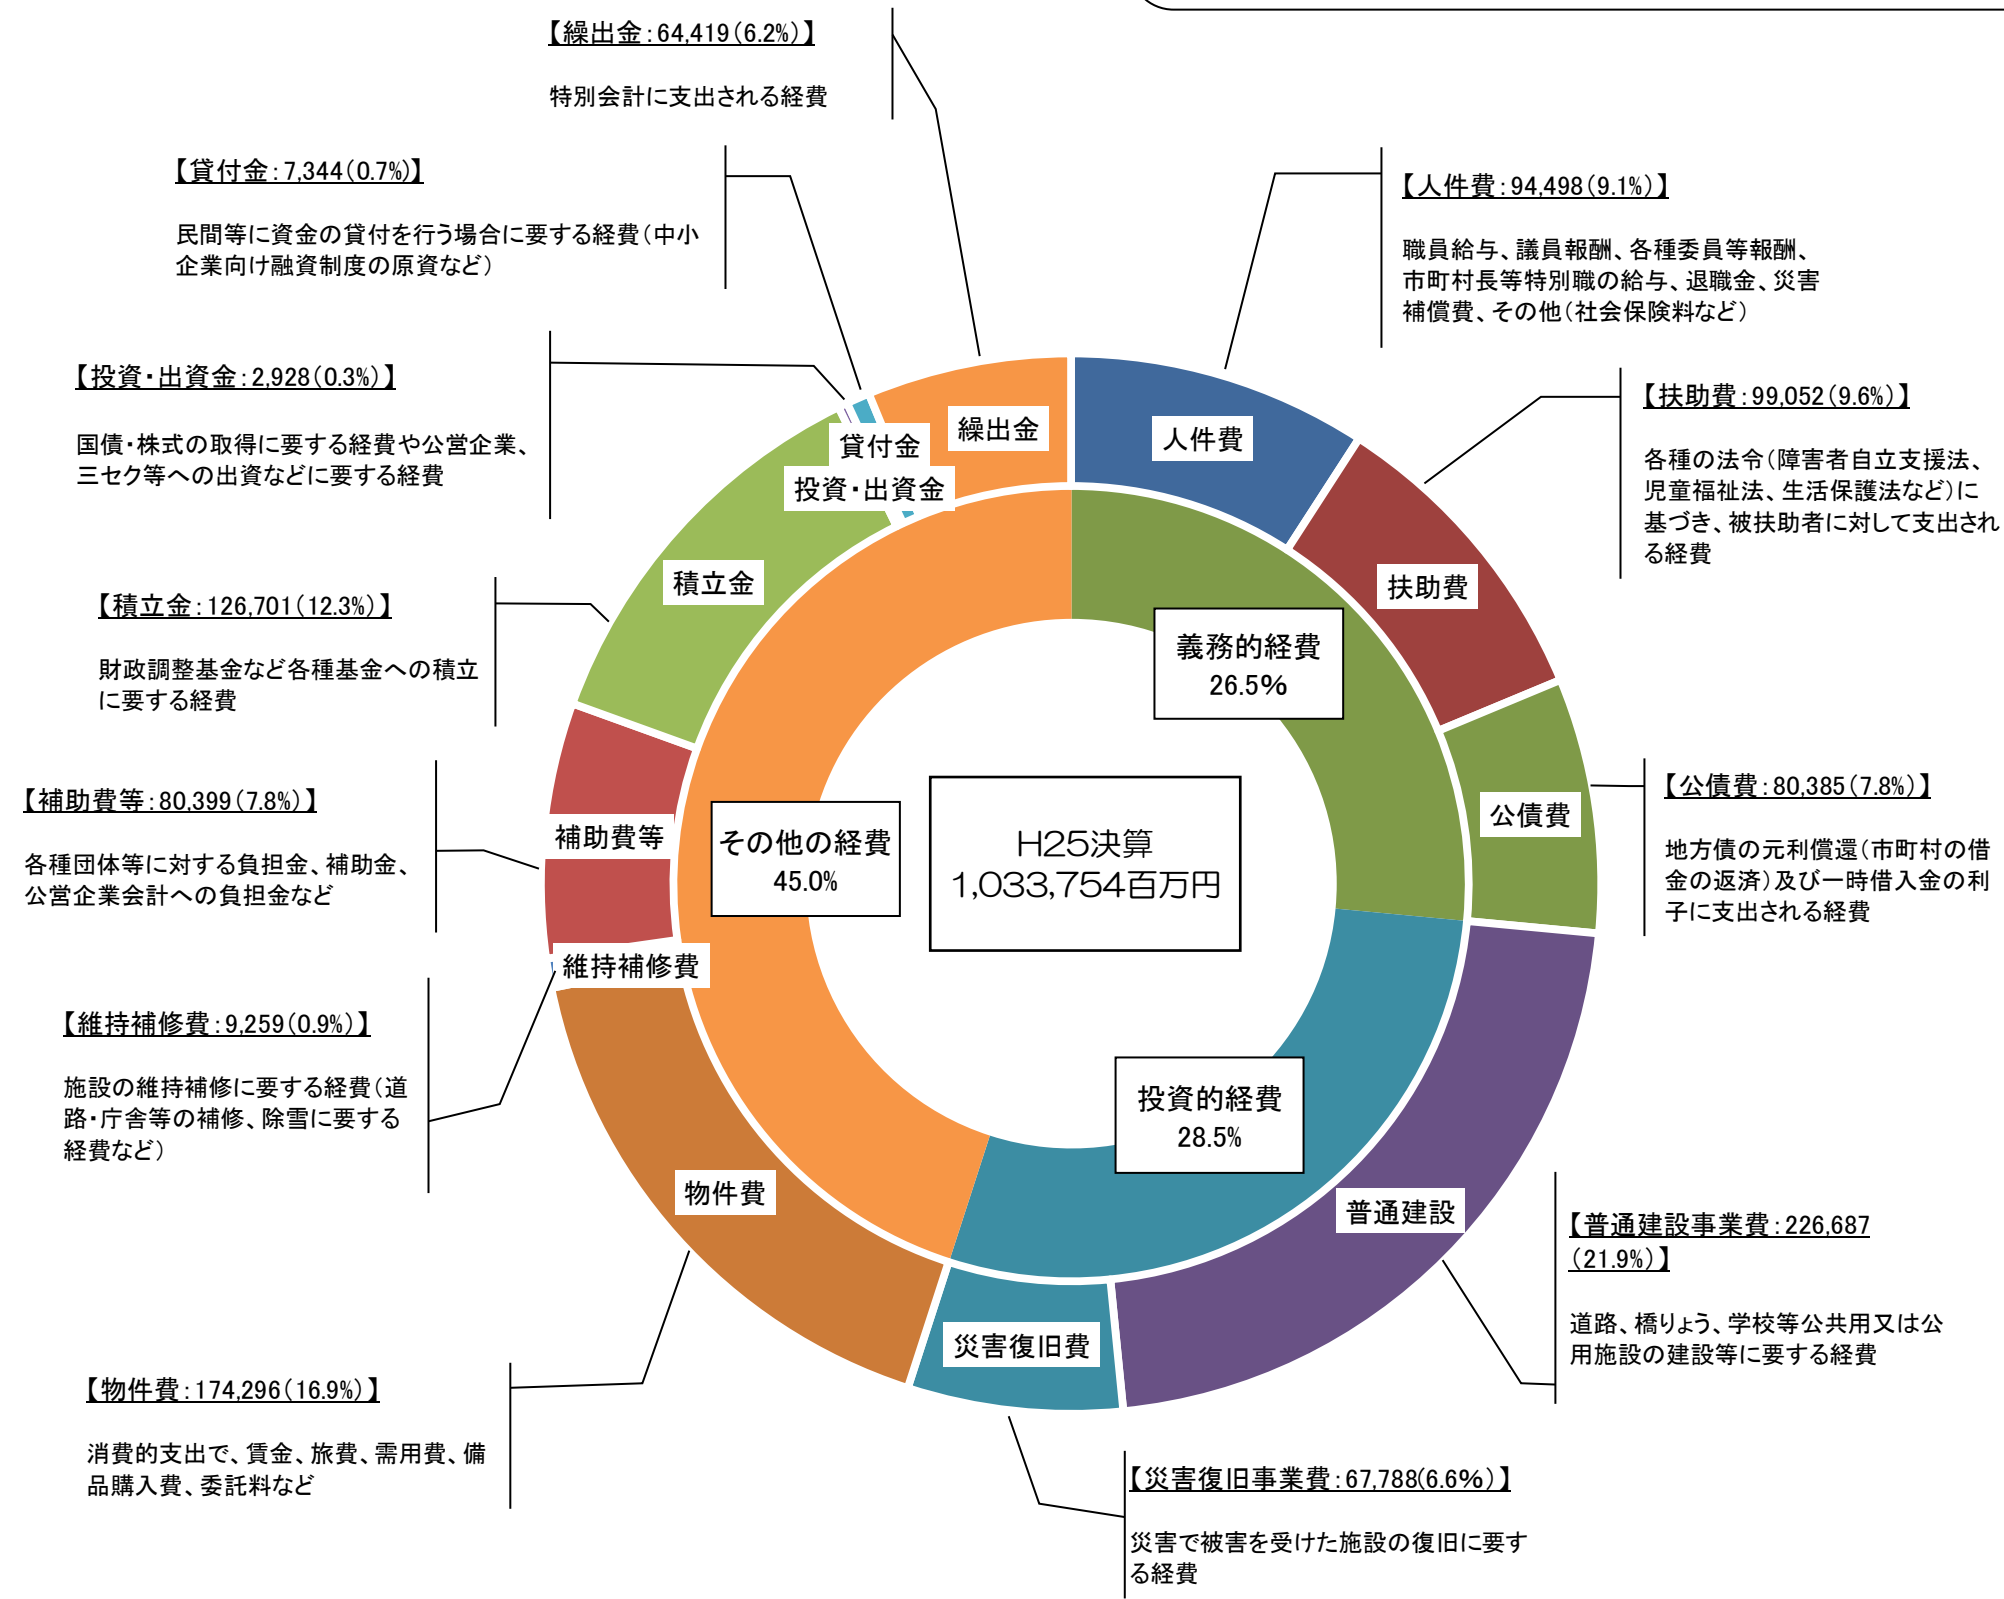 【繰出金:64,419(6.2%)】
特別会計に支出される経費
【貸付金:7,344(0.7%)】
民間等に資金の貸付を行う場合に要する経費(中小
企業向け融資制度の原資など)
【投資・出資金:2,928(0.3%)】
国債・株式の取得に要する経費や公営企業、
三セク等への出資などに要する経費
【積立金:126,701(12.3%)】
財政調整基金など各種基金への積立
に要する経費
【補助費等:80,399(7.8%)】
各種団体等に対する負担金、補助金、
公営企業会計への負担金など
【維持補修費:9,259(0.9%)】
施設の維持補修に要する経費(道
路・庁舎等の補修、除雪に要する
経費など)
【物件費:174,296(16.9%)】
消費的支出で、賃金、旅費、需用費、備
品購入費、委託料など
【人件費:94,498(9.1%)】
職員給与、議員報酬、各種委員等報酬、
市町村長等特別職の給与、退職金、災害
補償費、その他(社会保険料など)
【扶助費:99,052(9.6%)】
各種の法令(障害者自立支援法、
児童福祉法、生活保護法など)に
基づき、被扶助者に対して支出され
る経費
【公債費:80,385(7.8%)】
地方債の元利償還(市町村の借
金の返済)及び一時借入金の利
子に支出される経費
【普通建設事業費:226,687
(21.9%)】
道路、橋りょう、学校等公共用又は公
用施設の建設等に要する経費
【災害復旧事業費:67,788(6.6%)】
災害で被害を受けた施設の復旧に要す
る経費
繰出金
人件費
貸付金
投資・出資金
積立金
扶助費
義務的経費
26.5%
公債費
補助費等
その他の経費
45.0%
H25決算
1,033,754百万円
維持補修費
投資的経費
28.5%
物件費
普通建設
災害復旧費